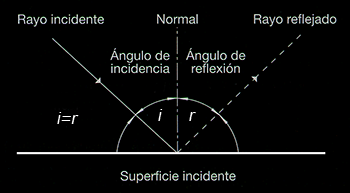 Rayo incidente
Normal
Rayo reflejado
Ángulo de
incidencia
Ángulo de
reflexión
i=r
i
r
Superficie incidente